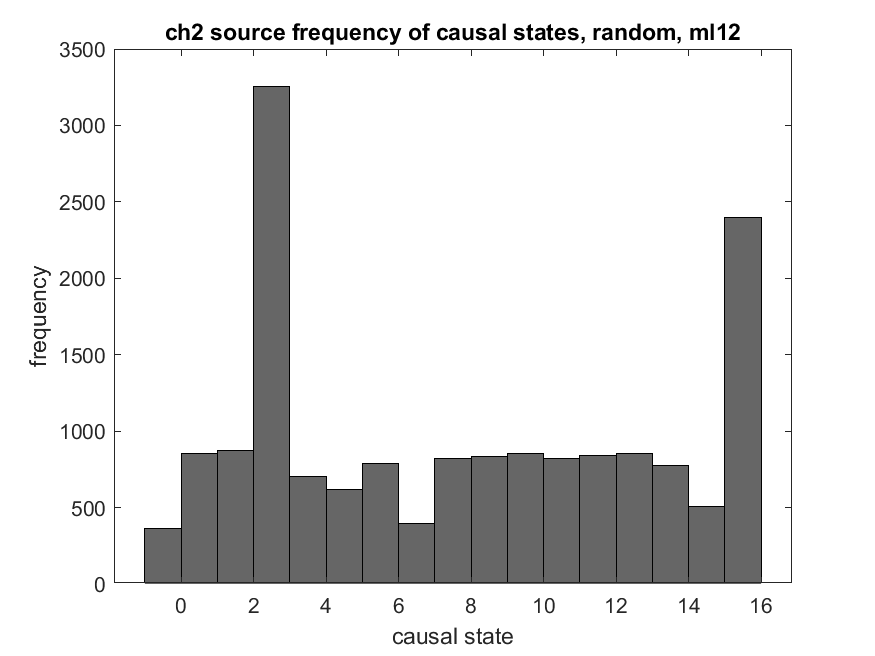 ch2 source frequency of causal states, random, ml12
3500
3000
2500
2000
1500
1000
500
0
frequency
0 2 4 6 8 10 12 14 16
causal state